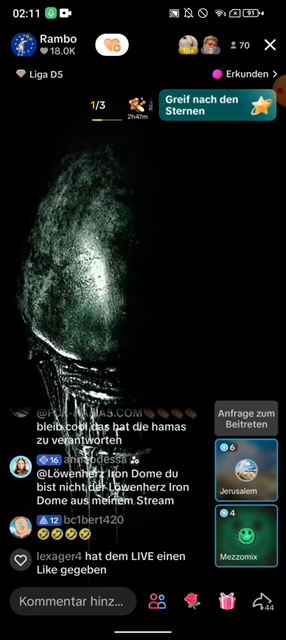 02:11
91
Rambo
18.0K
10+
70
Liga D5
Erkunden >
1/3
2h47m
Greif nach den
Sternen
bleib cool das hat die hamas
zu verantworten
16 annaodessa
@Löwenherz Iron Dome du
bist nicht der Löwenherz Iron
Dome aus meinem Stream
12 bc1bert420
🤣🤣🤣🤣
lexager4 hat dem LIVE einen
Like gegeben
Anfrage zum
Beitreten
6
Jerusalem
4
Mezzomix
Kommentar hinz...
44